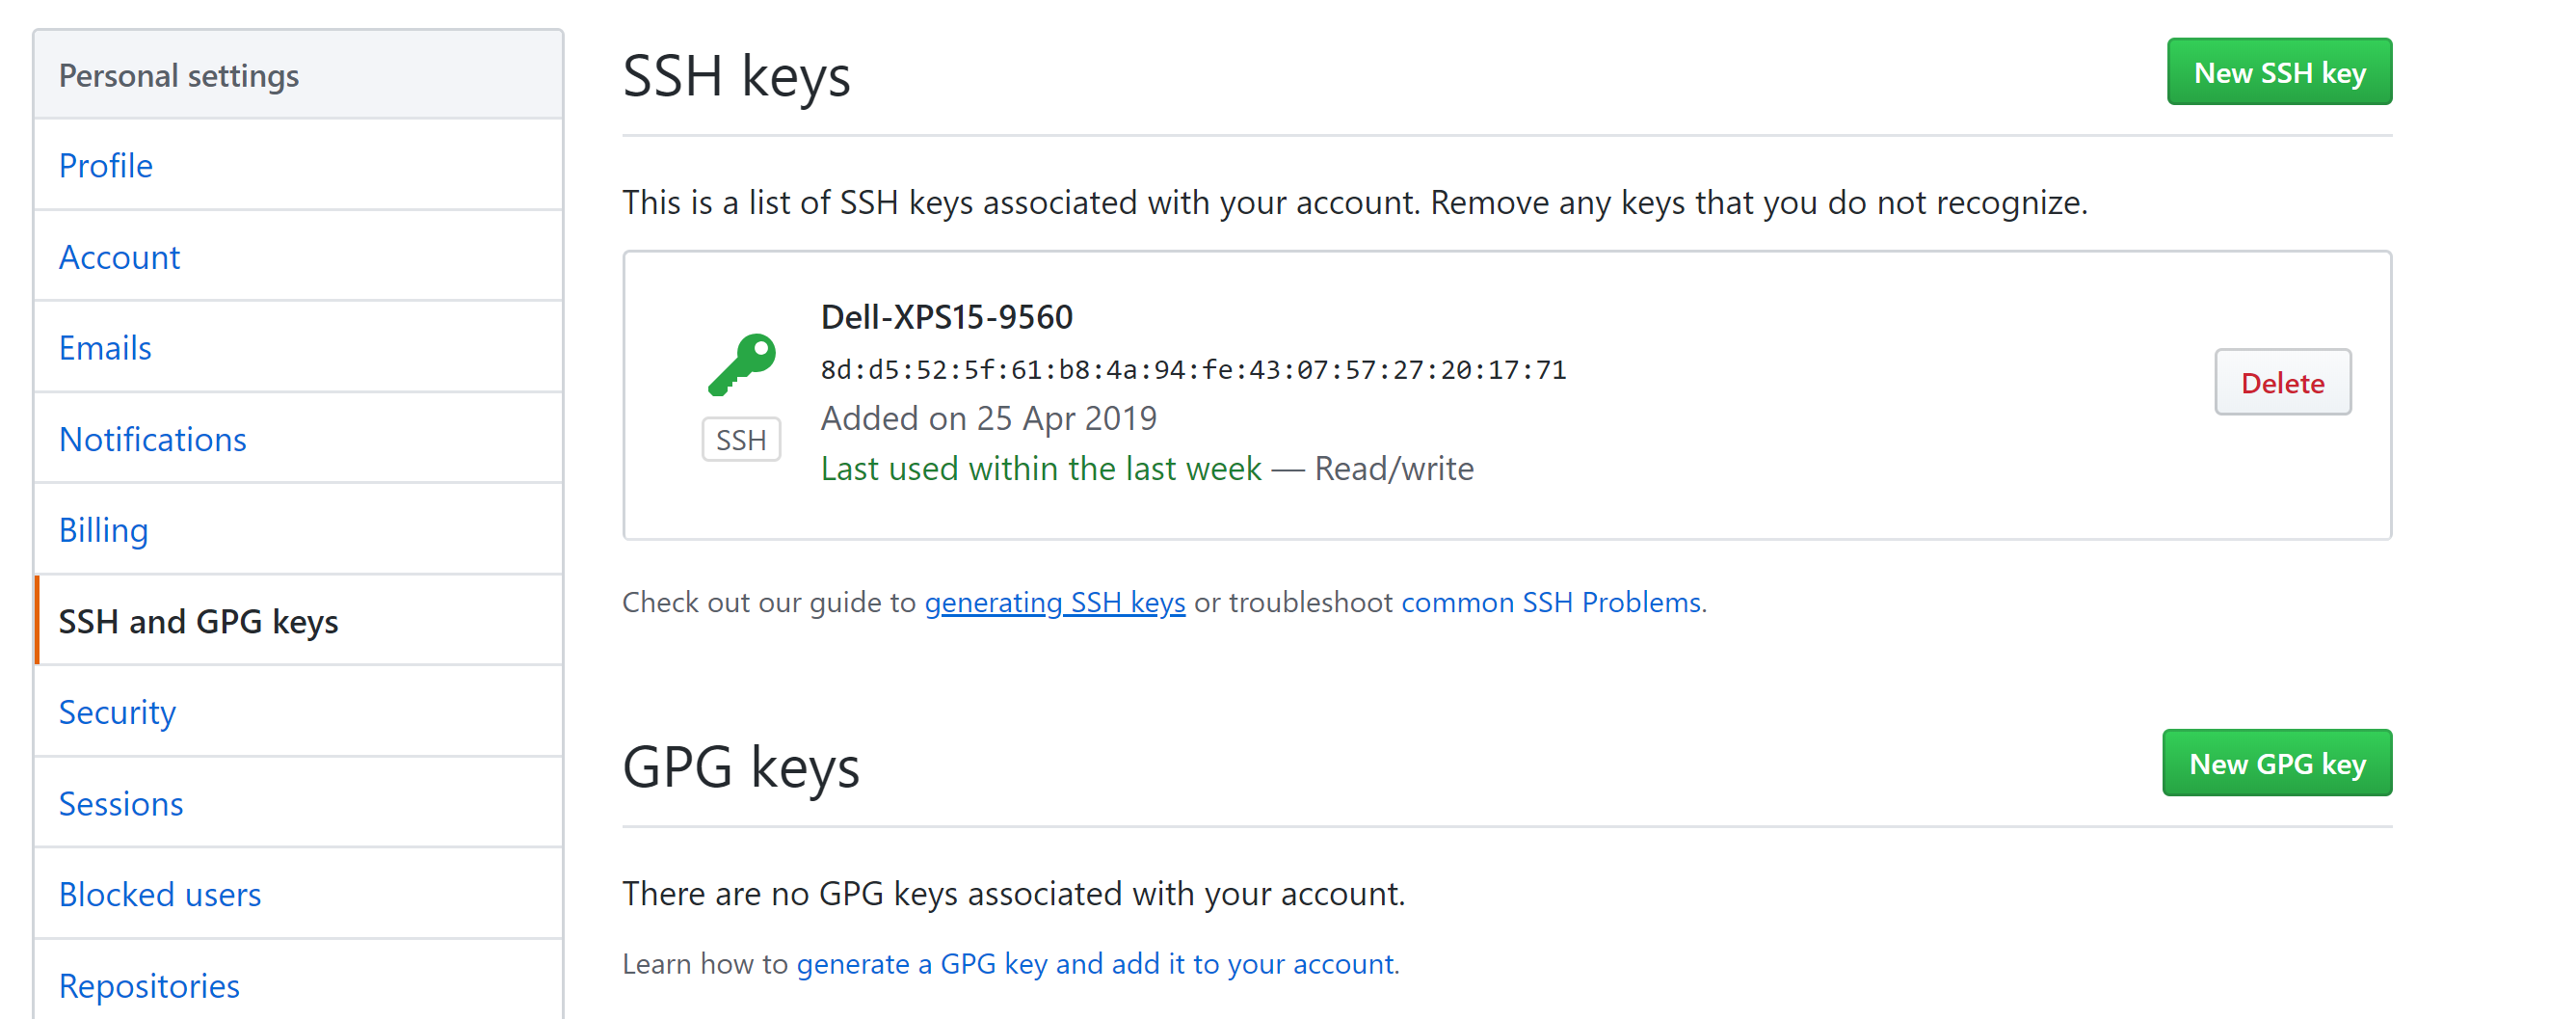 Personal settings
Profile
Account
Emails
Notifications
Billing
SSH and GPG keys
Security
Sessions
Blocked users
Repositories
SSH keys
New SSH key
This is a list of SSH keys associated with your account. Remove any keys that you do not recognize.
Dell-XPS15-9560
8d:d5:52:5f:61:b8:4a:94:fe:43:07:57:27:20:17:71
Added on 25 Apr 2019
Last used within the last week — Read/write
SSH
Delete
Check out our guide to generating SSH keys or troubleshoot common SSH Problems.
GPG keys
New GPG key
There are no GPG keys associated with your account.
Learn how to generate a GPG key and add it to your account.